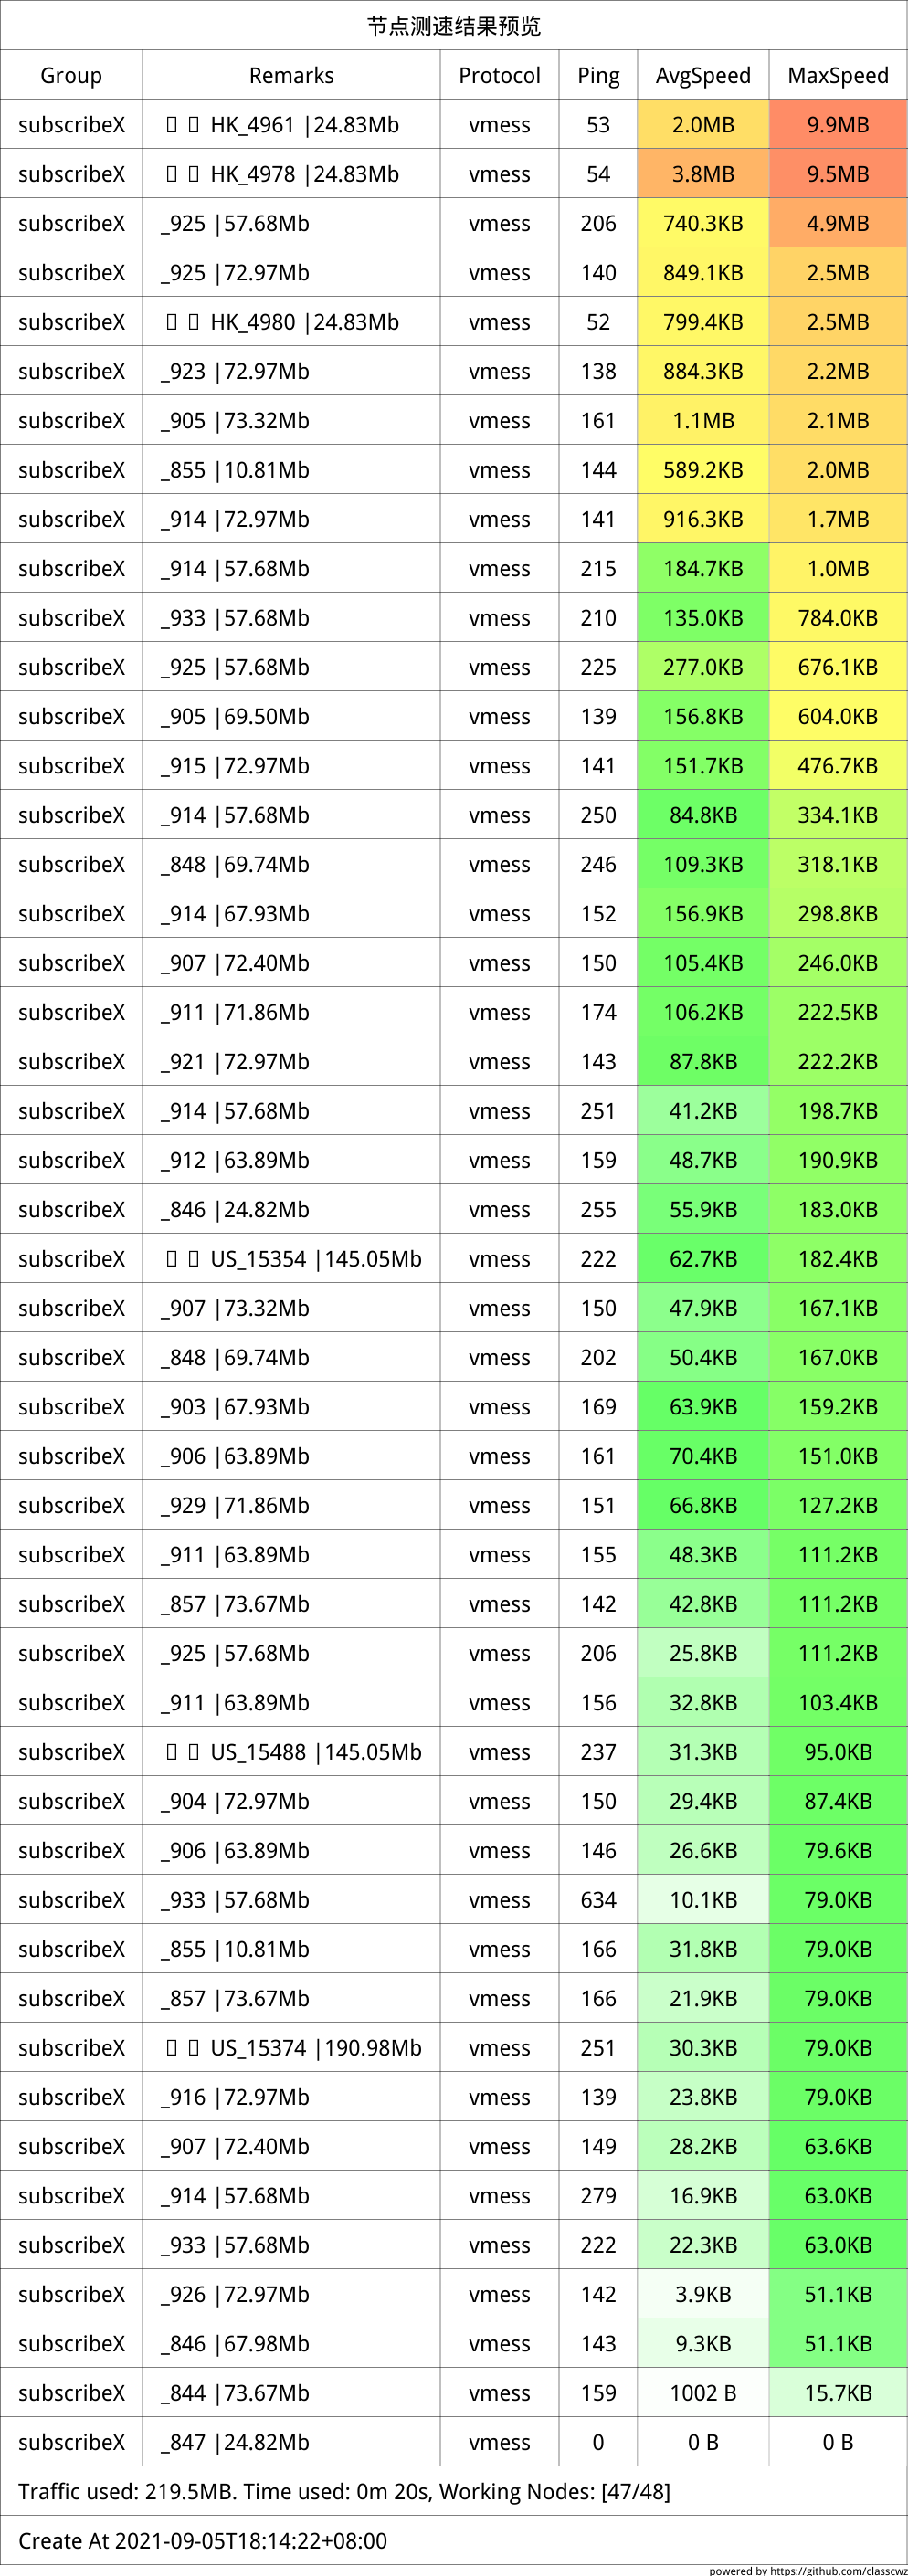 节点测速结果预览
Group Remarks Protocol Ping AvgSpeed MaxSpeed
subscribeX HK_4961 |24.83Mb vmess 53 2.0MB 9.9MB
subscribeX HK_4978 |24.83Mb vmess 54 3.8MB 9.5MB
subscribeX _925 |57.68Mb vmess 206 740.3KB 4.9MB
subscribeX _925 |72.97Mb vmess 140 849.1KB 2.5MB
subscribeX HK_4980 |24.83Mb vmess 52 799.4KB 2.5MB
subscribeX _923 |72.97Mb vmess 138 884.3KB 2.2MB
subscribeX _905 |73.32Mb vmess 161 1.1MB 2.1MB
subscribeX _855 |10.81Mb vmess 144 589.2KB 2.0MB
subscribeX _914 |72.97Mb vmess 141 916.3KB 1.7MB
subscribeX _914 |57.68Mb vmess 215 184.7KB 1.0MB
subscribeX _933 |57.68Mb vmess 210 135.0KB 784.0KB
subscribeX _925 |57.68Mb vmess 225 277.0KB 676.1KB
subscribeX _905 |69.50Mb vmess 139 156.8KB 604.0KB
subscribeX _915 |72.97Mb vmess 141 151.7KB 476.7KB
subscribeX _914 |57.68Mb vmess 250 84.8KB 334.1KB
subscribeX _848 |69.74Mb vmess 246 109.3KB 318.1KB
subscribeX _914 |67.93Mb vmess 152 156.9KB 298.8KB
subscribeX _907 |72.40Mb vmess 150 105.4KB 246.0KB
subscribeX _911 |71.86Mb vmess 174 106.2KB 222.5KB
subscribeX _921 |72.97Mb vmess 143 87.8KB 222.2KB
subscribeX _914 |57.68Mb vmess 251 41.2KB 198.7KB
subscribeX _912 |63.89Mb vmess 159 48.7KB 190.9KB
subscribeX _846 |24.82Mb vmess 255 55.9KB 183.0KB
subscribeX US_15354 |145.05Mb vmess 222 62.7KB 182.4KB
subscribeX _907 |73.32Mb vmess 150 47.9KB 167.1KB
subscribeX _848 |69.74Mb vmess 202 50.4KB 167.0KB
subscribeX _903 |67.93Mb vmess 169 63.9KB 159.2KB
subscribeX _906 |63.89Mb vmess 161 70.4KB 151.0KB
subscribeX _929 |71.86Mb vmess 151 66.8KB 127.2KB
subscribeX _911 |63.89Mb vmess 155 48.3KB 111.2KB
subscribeX _857 |73.67Mb vmess 142 42.8KB 111.2KB
subscribeX _925 |57.68Mb vmess 206 25.8KB 111.2KB
subscribeX _911 |63.89Mb vmess 156 32.8KB 103.4KB
subscribeX US_15488 |145.05Mb vmess 237 31.3KB 95.0KB
subscribeX _904 |72.97Mb vmess 150 29.4KB 87.4KB
subscribeX _906 |63.89Mb vmess 146 26.6KB 79.6KB
subscribeX _933 |57.68Mb vmess 634 10.1KB 79.0KB
subscribeX _855 |10.81Mb vmess 166 31.8KB 79.0KB
subscribeX _857 |73.67Mb vmess 166 21.9KB 79.0KB
subscribeX US_15374 |190.98Mb vmess 251 30.3KB 79.0KB
subscribeX _916 |72.97Mb vmess 139 23.8KB 79.0KB
subscribeX _907 |72.40Mb vmess 149 28.2KB 63.6KB
subscribeX _914 |57.68Mb vmess 279 16.9KB 63.0KB
subscribeX _933 |57.68Mb vmess 222 22.3KB 63.0KB
subscribeX _926 |72.97Mb vmess 142 3.9KB 51.1KB
subscribeX _846 |67.98Mb vmess 143 9.3KB 51.1KB
subscribeX _844 |73.67Mb vmess 159 1002 B 15.7KB
subscribeX _847 |24.82Mb vmess 0 0 B 0 B
Traffic used: 219.5MB. Time used: 0m 20s, Working Nodes: [47/48]
Create At 2021-09-05T18:14:22+08:00
powered by https://github.com/classcwz